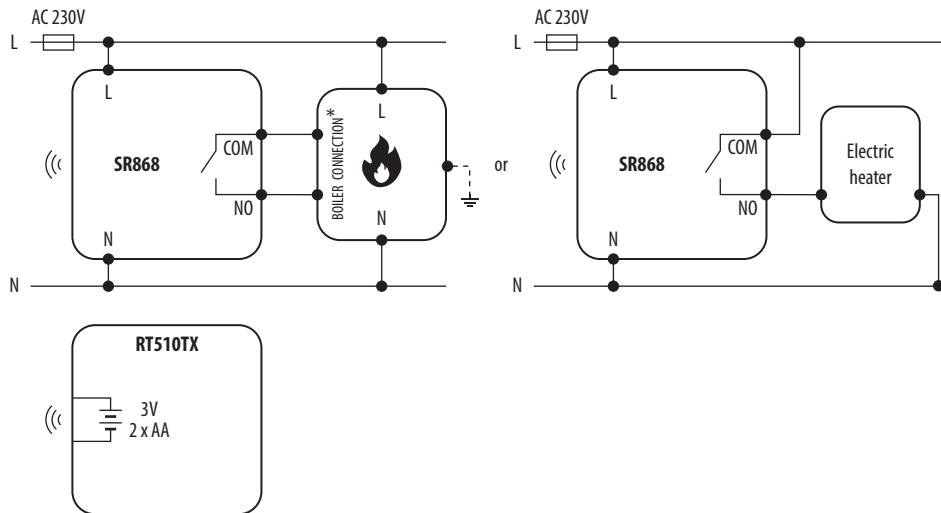 AC 230V
L
L
SR868
COM
NO
N
N
BOILER CONNECTION*
L
N
or
AC 230V
L
L
SR868
COM
NO
N
N
Electric
heater
RT510TX
3V
2 x AA